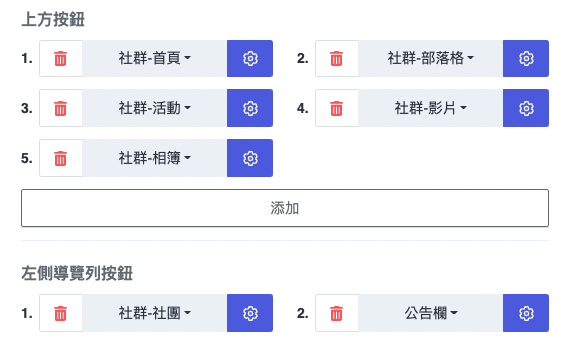 上方按鈕
1. 社群-首頁 2. 社群-部落格
3. 社群-活動 4. 社群-影片
5. 社群-相簿
添加
左側導覽列按鈕
1. 社群-社團 2. 公告欄